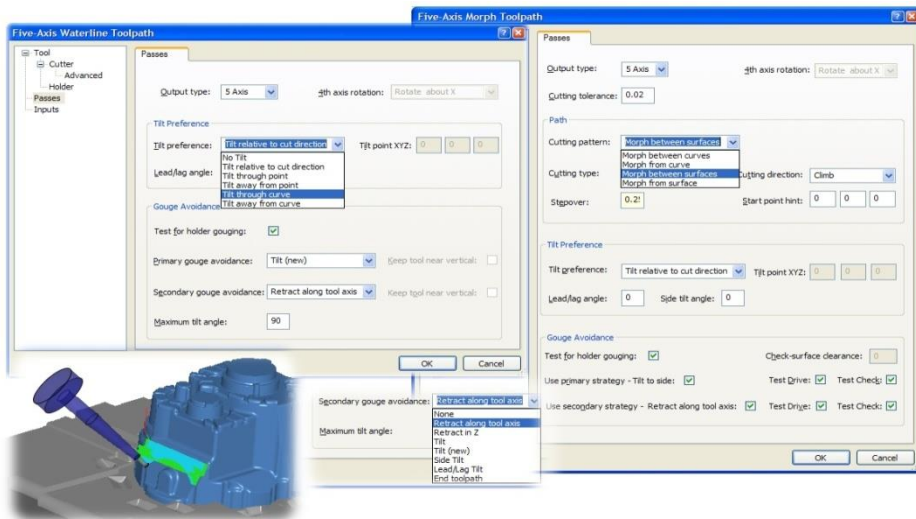 Five-Axis Waterline Toolpath
Tool
Cutter
Advanced
Holder
Passes
Inputs
Passes
Output type: 5 Axis 4th axis rotation: Rotate about X
Tilt Preference
Tilt preference: Tilt relative to cut direction Tilt point XYZ: 0 0 0
No Tilt
Tilt relative to cut direction
Tilt through point
Tilt away from point
Tilt through curve
Tilt away from curve
Lead/lag angle:
Gouge Avoidance
Test for holder gouging:
Primary gouge avoidance: Tilt (new) Keep tool near vertical:
Secondary gouge avoidance: Retract along tool axis Keep tool near vertical:
Maximum tilt angle: 90
OK Cancel
Secondary gouge avoidance: Retract along tool axis
None
Retract along tool axis
Retract in Z
Tilt
Tilt (new)
Side Tilt
Lead/Lag Tilt
End toolpath
Maximum tilt angle:
Five-Axis Morph Toolpath
Passes
Output type: 5 Axis 4th axis rotation: Rotate about X
Cutting tolerance: 0.02
Path
Cutting pattern: Morph between surfaces
Morph between curves
Morph from curve
Morph between surfaces
Morph from surface
Cutting type: Cutting direction: Climb
Stepover: 0.25 Start point hint: 0 0 0
Tilt Preference
Tilt preference: Tilt relative to cut direction Tilt point XYZ: 0 0 0
Lead/lag angle: 0 Side tilt angle: 0
Gouge Avoidance
Test for holder gouging: Check-surface clearance: 0
Use primary strategy - Tilt to side: Test Drive: Test Check:
Use secondary strategy - Retract along tool axis: Test Drive: Test Check:
OK Cancel